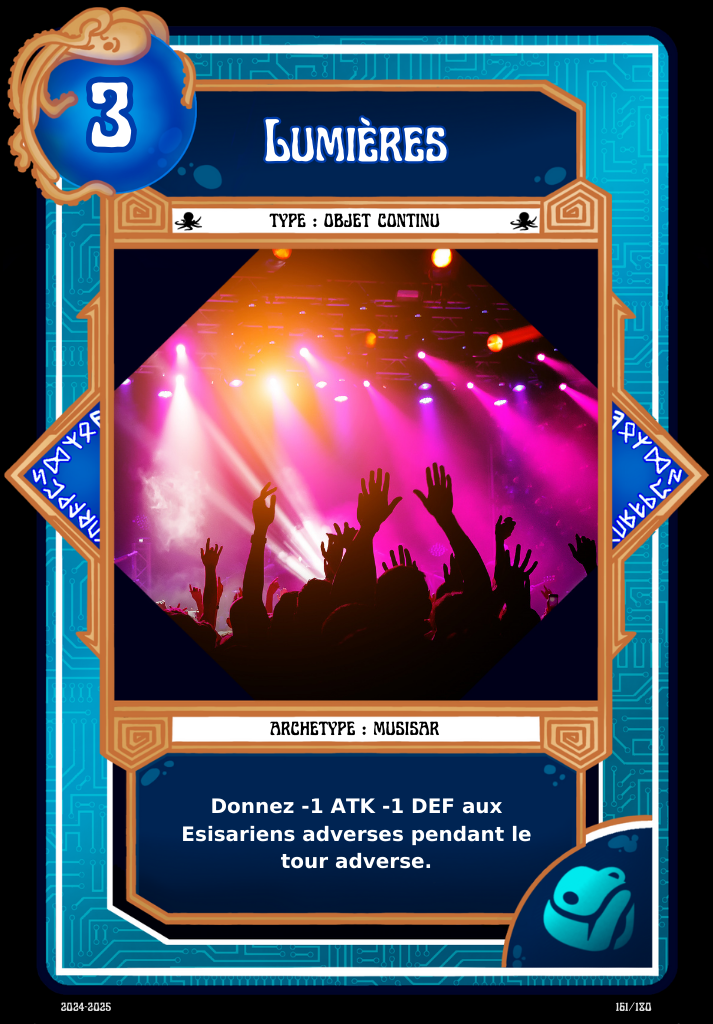 3
LUMIÈRES
TYPE : OBJET CONTINU
ARCHETYPE : MUSISAR
Donnez -1 ATK -1 DEF aux
Esisariens adverses pendant le
tour adverse.
2024-2025
161/180